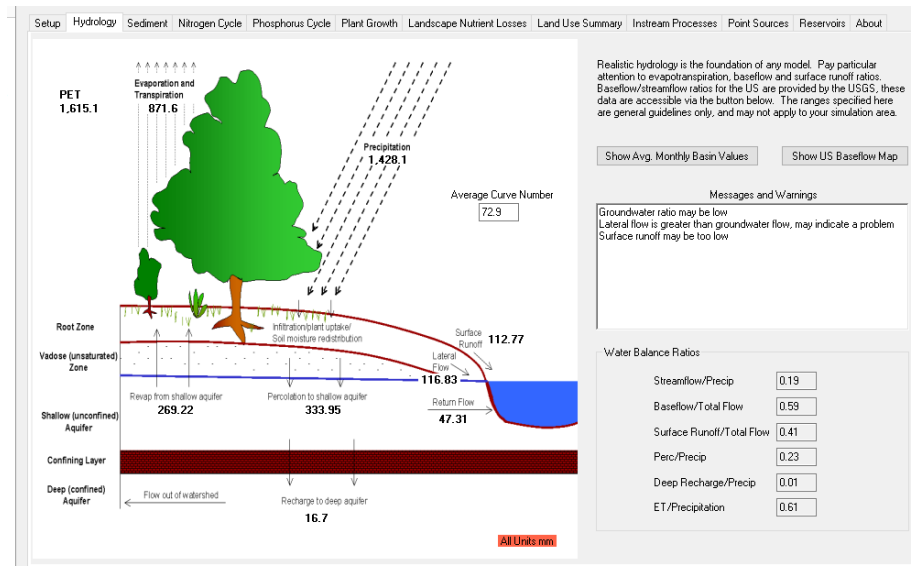 Setup Hydrology Sediment Nitrogen Cycle Phosphorus Cycle Plant Growth Landscape Nutrient Losses Land Use Summary Instream Processes Point Sources Reservoirs About
PET
1,615.1
Evaporation and
Transpiration
871.6
Precipitation
1,428.1
Average Curve Number
72.9
Root Zone
Infiltration/plant uptake/
Soil moisture redistribution
Surface
Runoff
112.77
Vadose (unsaturated)
Zone
Lateral
Flow
116.83
Revap from shallow aquifer
269.22
Percolation to shallow aquifer
333.95
Return Flow
47.31
Shallow (unconfined)
Aquifer
Confining Layer
Deep (confined)
Aquifer
Flow out of watershed
Recharge to deep aquifer
16.7
All Units mm
Realistic hydrology is the foundation of any model. Pay particular
attention to evapotranspiration, baseflow and surface runoff ratios.
Baseflow/streamflow ratios for the US are provided by the USGS, these
data are accessible via the button below. The ranges specified here
are general guidelines only, and may not apply to your simulation area.
Show Avg. Monthly Basin Values
Show US Baseflow Map
Messages and Warnings
Groundwater ratio may be low
Lateral flow is greater than groundwater flow, may indicate a problem
Surface runoff may be too low
Water Balance Ratios
Streamflow/Precip 0.19
Baseflow/Total Flow 0.59
Surface Runoff/Total Flow 0.41
Perc/Precip 0.23
Deep Recharge/Precip 0.01
ET/Precipitation 0.61